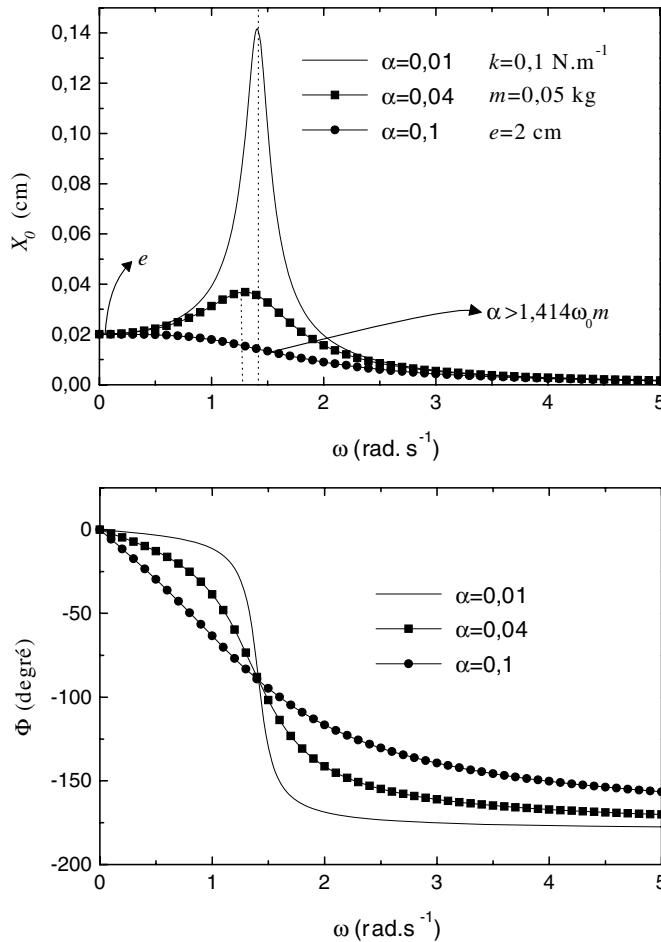 0,14
0,12
0,10
0,08
0,06
0,04
0,02
0,00
X0 (cm)
α=0,01 k=0,1 N.m-1
α=0,04 m=0,05 kg
α=0,1 e=2 cm
e
α>1,414ω0m
0 1 2 3 4 5
ω (rad. s-1)
0
-50
-100
-150
-200
Φ (degré)
α=0,01
α=0,04
α=0,1
0 1 2 3 4 5
ω (rad.s-1)